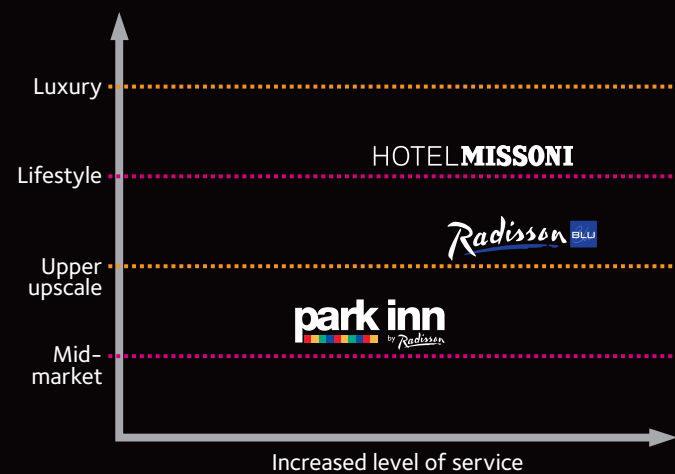 Luxury
HOTELMISSONI
Lifestyle
Radisson BLU
Upper
upscale
park inn
by Radisson
Mid-
market
Increased level of service